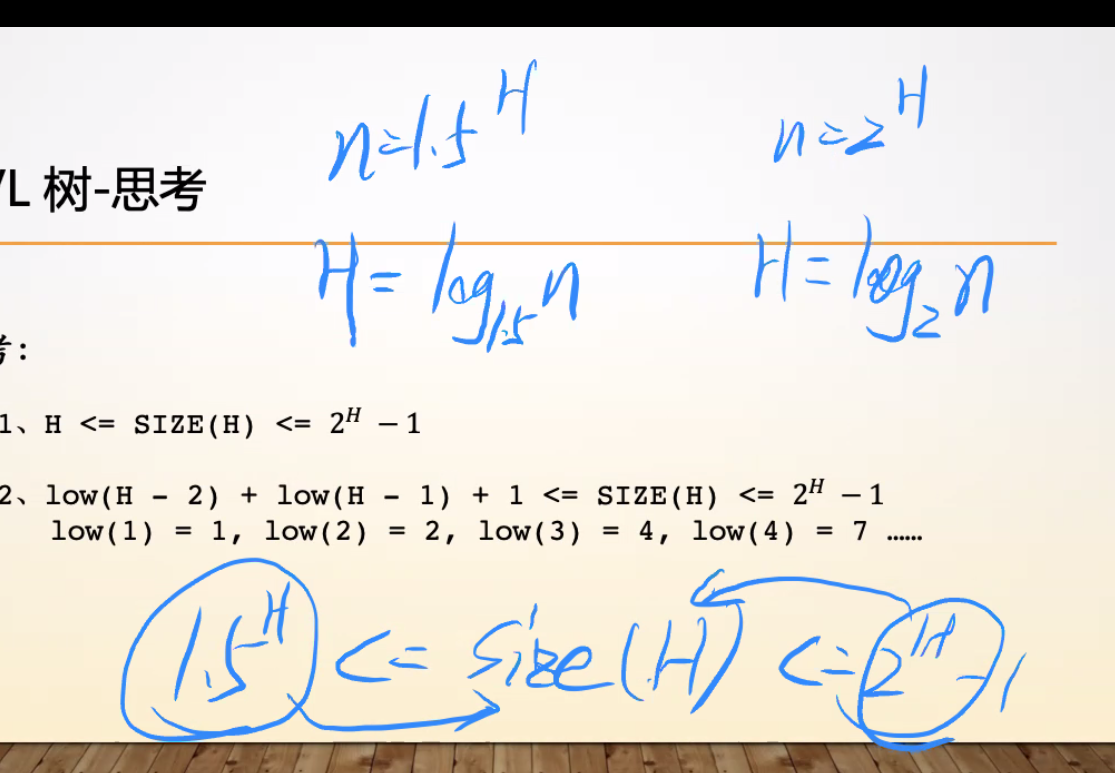 n=1.5^H
n=2^H
VL 树-思考
H=log_{1.5} n
H=log_2 n
考:
1、H <= SIZE(H) <= 2^H − 1
2、low(H - 2) + low(H - 1) + 1 <= SIZE(H) <= 2^H − 1
low(1) = 1, low(2) = 2, low(3) = 4, low(4) = 7 ……
1.5^H <= size(H) <= 2^H - 1